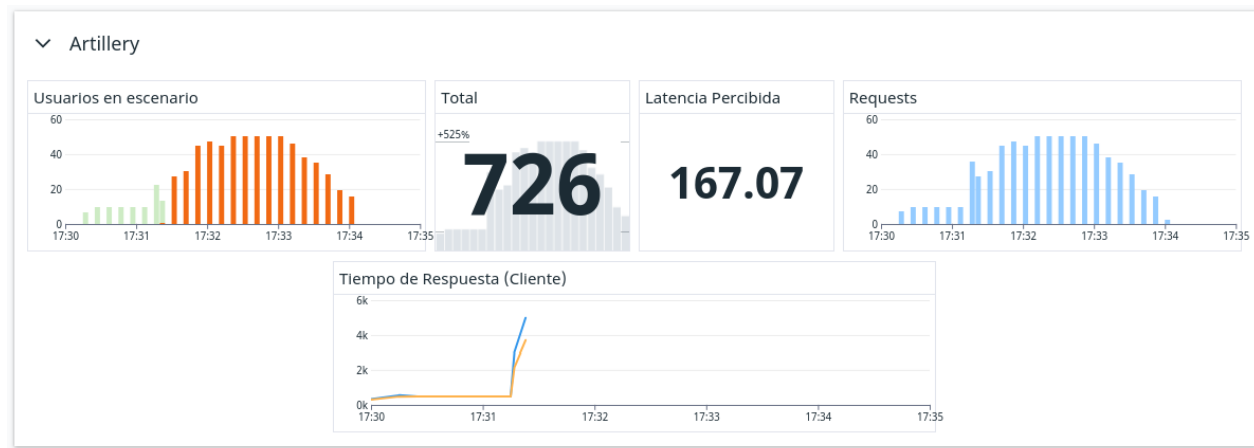 Artillery
Usuarios en escenario
60
40
20
0
17:30 17:31 17:32 17:33 17:34 17:35
Total
+525%
726
Latencia Percibida
167.07
Requests
60
40
20
0
17:30 17:31 17:32 17:33 17:34 17:35
Tiempo de Respuesta (Cliente)
6k
4k
2k
0k
17:30 17:31 17:32 17:33 17:34 17:35